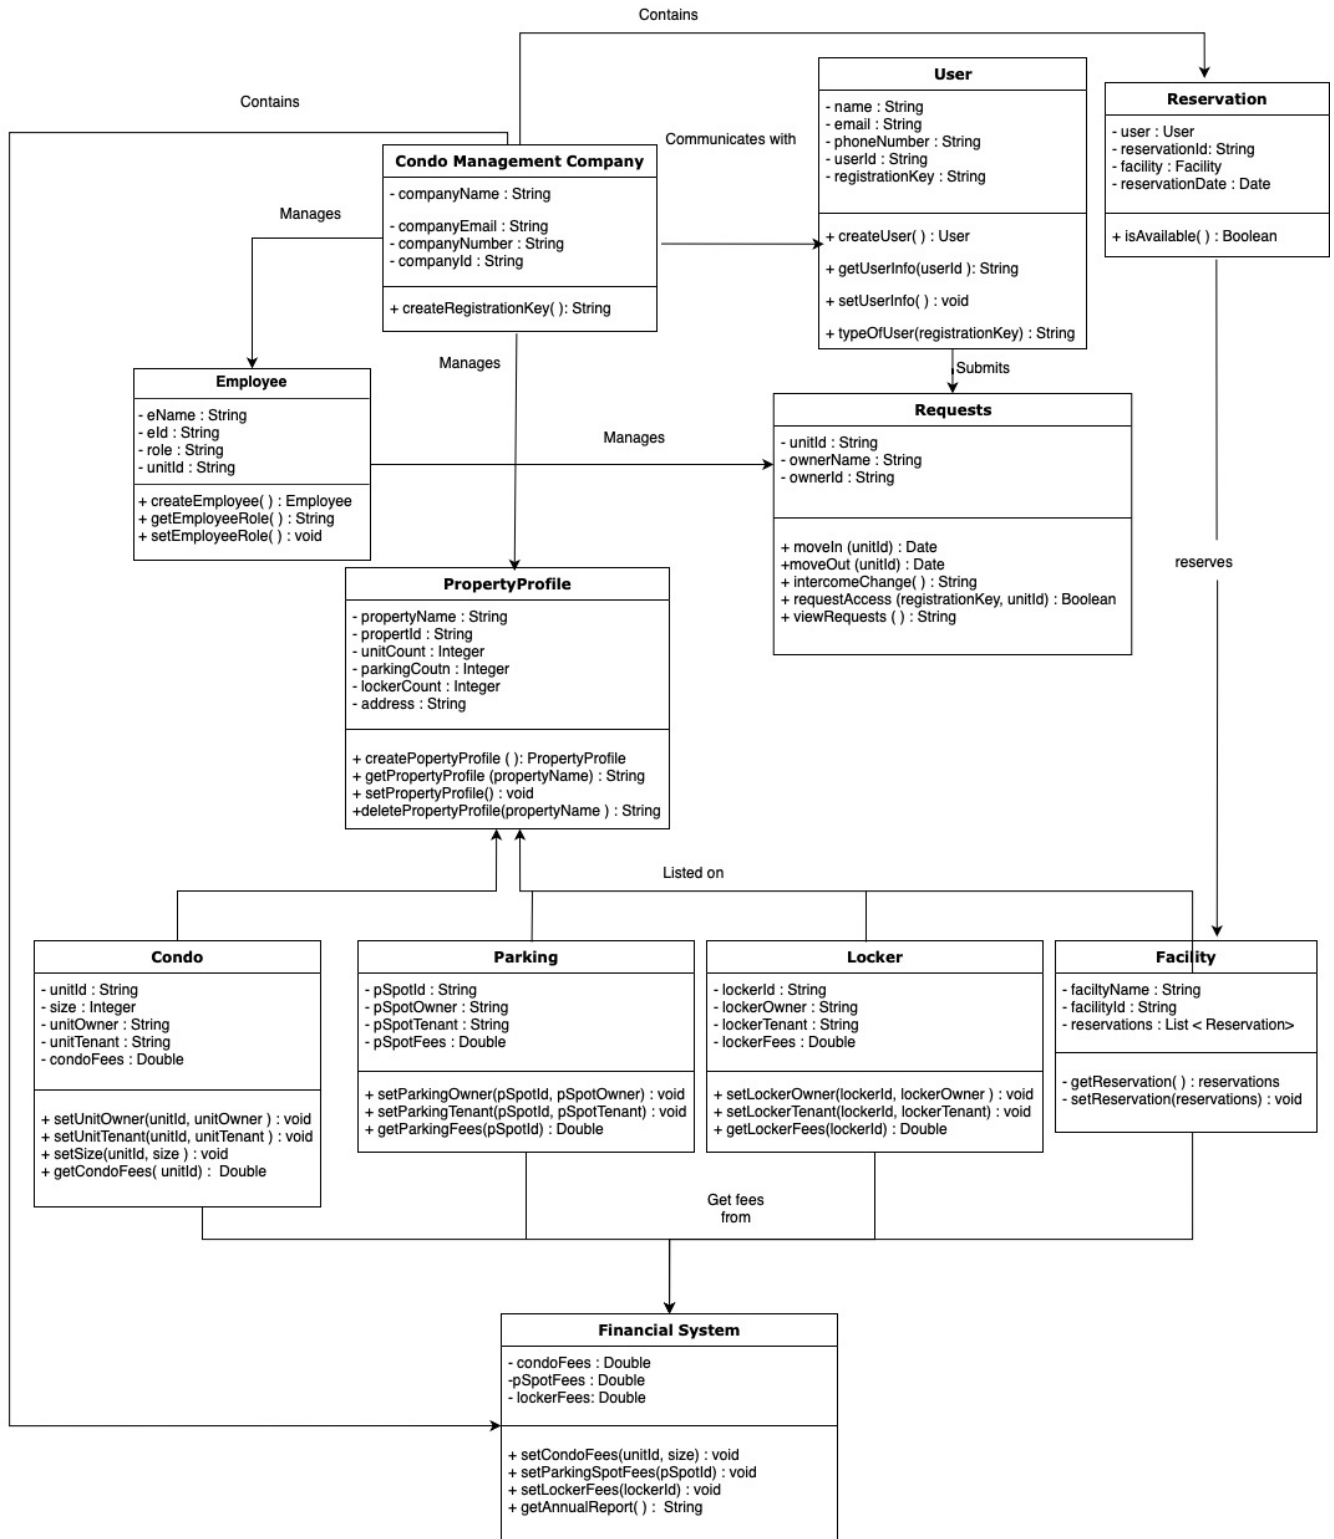 Contains
Contains
Communicates with
User
- name : String
- email : String
- phoneNumber : String
- userId : String
- registrationKey : String
+ createUser( ) : User
+ getUserInfo(userId ): String
+ setUserInfo( ) : void
+ typeOfUser(registrationKey) : String
Reservation
- user : User
- reservationId: String
- facility : Facility
- reservationDate : Date
+ isAvailable( ) : Boolean
Condo Management Company
- companyName : String
- companyEmail : String
- companyNumber : String
- companyId : String
+ createRegistrationKey( ): String
Manages
Manages
Submits
Employee
- eName : String
- eId : String
- role : String
- unitId : String
+ createEmployee( ) : Employee
+ getEmployeeRole( ) : String
+ setEmployeeRole( ) : void
Manages
Requests
- unitId : String
- ownerName : String
- ownerId : String
+ moveIn (unitId) : Date
+moveOut (unitId) : Date
+ intercomeChange( ) : String
+ requestAccess (registrationKey, unitId) : Boolean
+ viewRequests ( ) : String
reserves
PropertyProfile
- propertyName : String
- propertId : String
- unitCount : Integer
- parkingCoutn : Integer
- lockerCount : Integer
- address : String
+ createPopertyProfile ( ): PropertyProfile
+ getPropertyProfile (propertyName) : String
+ setPropertyProfile() : void
+deletePropertyProfile(propertyName ) : String
Listed on
Condo
- unitId : String
- size : Integer
- unitOwner : String
- unitTenant : String
- condoFees : Double
+ setUnitOwner(unitId, unitOwner ) : void
+ setUnitTenant(unitId, unitTenant ) : void
+ setSize(unitId, size ) : void
+ getCondoFees( unitId) :  Double
Parking
- pSpotId : String
- pSpotOwner : String
- pSpotTenant : String
- pSpotFees : Double
+ setParkingOwner(pSpotId, pSpotOwner) : void
+ setParkingTenant(pSpotId, pSpotTenant) : void
+ getParkingFees(pSpotId) : Double
Locker
- lockerId : String
- lockerOwner : String
- lockerTenant : String
- lockerFees : Double
+ setLockerOwner(lockerId, lockerOwner ) : void
+ setLockerTenant(lockerId, lockerTenant) : void
+ getLockerFees(lockerId) : Double
Facility
- faciltyName : String
- facilityId : String
- reservations : List < Reservation>
- getReservation( ) : reservations
- setReservation(reservations) : void
Get fees
from
Financial System
- condoFees : Double
-pSpotFees : Double
- lockerFees: Double
+ setCondoFees(unitId, size) : void
+ setParkingSpotFees(pSpotId) : void
+ setLockerFees(lockerId) : void
+ getAnnualReport( ) :  String